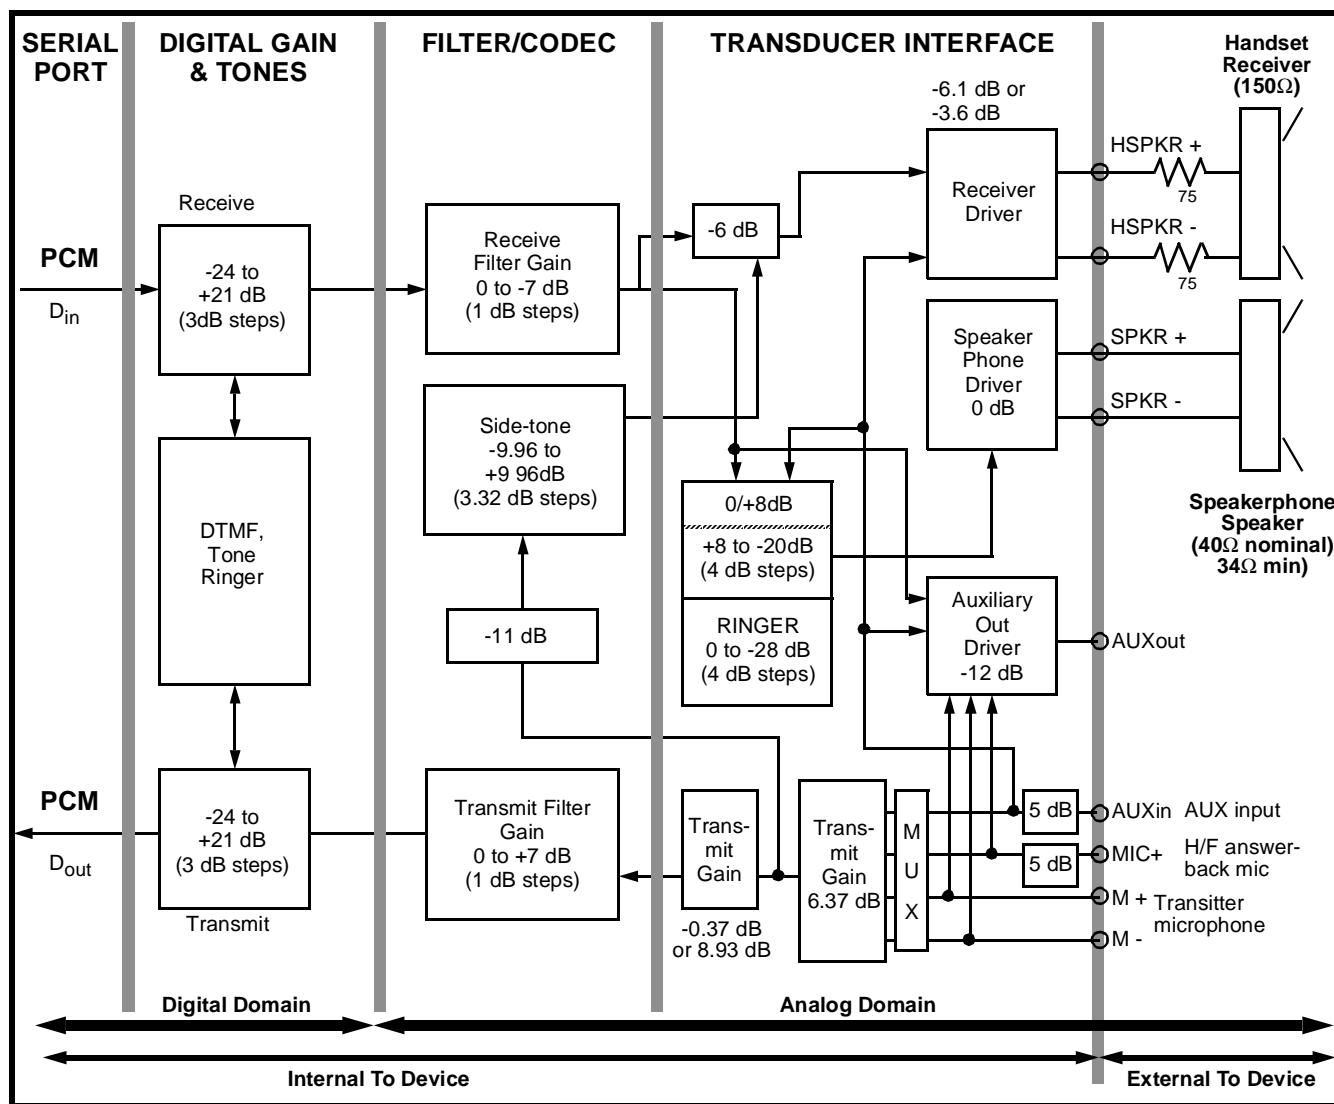 SERIAL
PORT
DIGITAL GAIN
& TONES
FILTER/CODEC
TRANSDUCER INTERFACE
Handset
Receiver
(150Ω)
-6.1 dB or
-3.6 dB
HSPKR +
75
Receiver
Driver
HSPKR -
75
Receive
PCM
Din
-24 to
+21 dB
(3dB steps)
Receive
Filter Gain
0 to -7 dB
(1 dB steps)
-6 dB
Speaker
Phone
Driver
0 dB
SPKR +
SPKR -
Side-tone
-9.96 to
+9 96dB
(3.32 dB steps)
DTMF,
Tone
Ringer
0/+8dB
+8 to -20dB
(4 dB steps)
RINGER
0 to -28 dB
(4 dB steps)
Speakerphone
Speaker
(40Ω nominal)
34Ω min)
-11 dB
Auxiliary
Out
Driver
-12 dB
AUXout
PCM
Dout
-24 to
+21 dB
(3 dB steps)
Transmit
Transmit Filter
Gain
0 to +7 dB
(1 dB steps)
Trans-
mit
Gain
-0.37 dB
or 8.93 dB
Trans-
mit
Gain
6.37 dB
M
U
X
5 dB
AUXin AUX input
5 dB
MIC+ H/F answer-
back mic
M + Transitter
microphone
M -
Digital Domain
Analog Domain
Internal To Device
External To Device